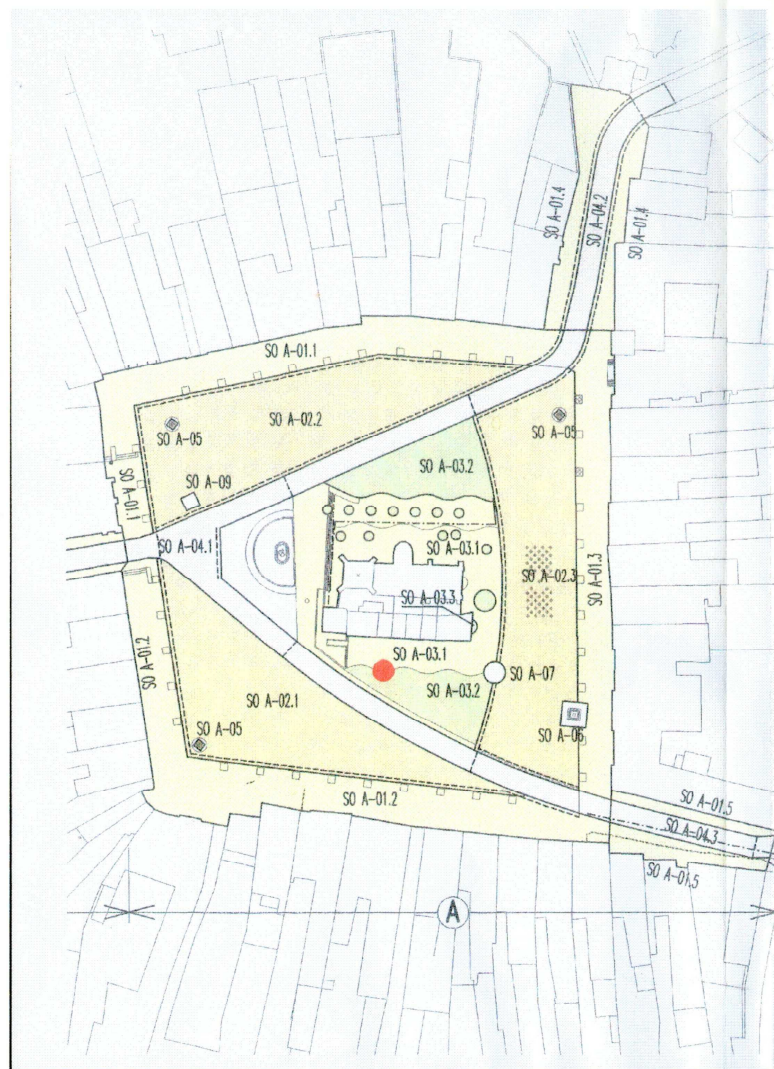 SO A-01.4
SO A-04.2
SO A-01.4
SO A-01.1
SO A-02.2
SO A-05
SO A-05
SO A-03.2
SO A-01.1
SO A-09
SO A-04.1
SO A-03.1
SO A-02.3
SO A-01.3
SO A-03.3
SO A-01.2
SO A-03.1
SO A-07
SO A-02.1
SO A-03.2
SO A-05
SO A-06
SO A-01.2
SO A-01.5
SO A-04.3
SO A-01.5
A